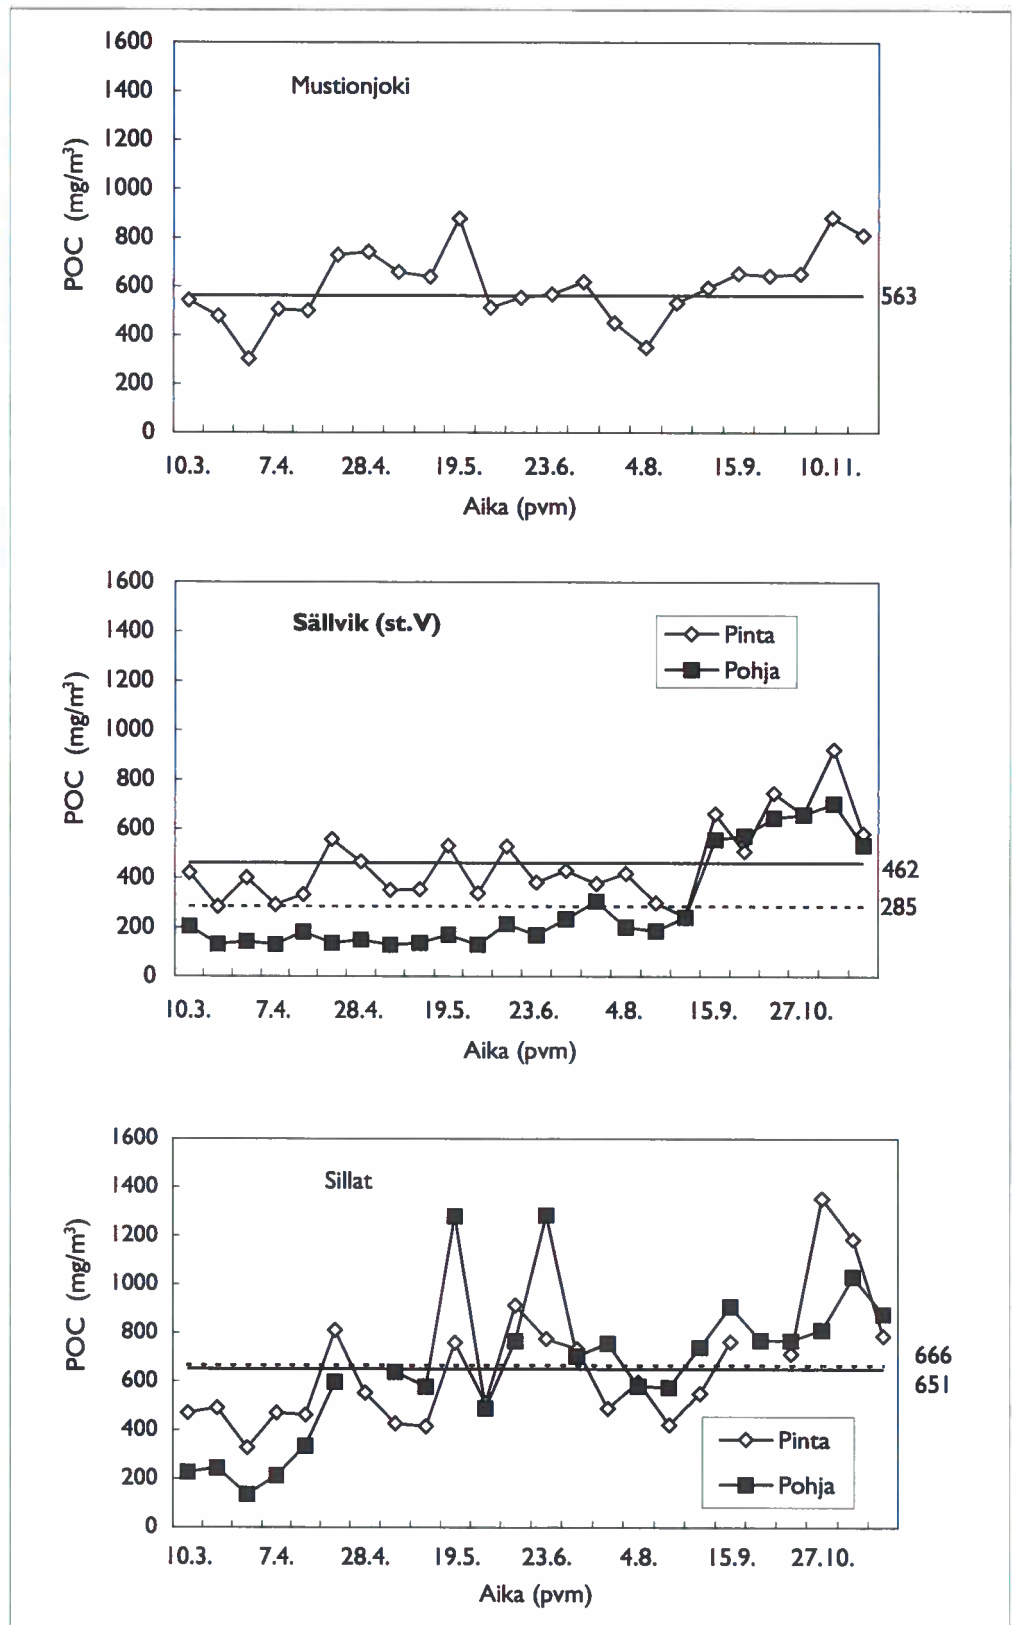 1600
1400
1200
1000
800
600
400
200
0
POC (mg/m³)
Mustionjoki
563
10.3. 7.4. 28.4. 19.5. 23.6. 4.8. 15.9. 10.11.
Aika (pvm)
1600
1400
1200
1000
800
600
400
200
0
POC (mg/m³)
Sällvik (st.V)
Pinta
Pohja
462
285
10.3. 7.4. 28.4. 19.5. 23.6. 4.8. 15.9. 27.10.
Aika (pvm)
1600
1400
1200
1000
800
600
400
200
0
POC (mg/m³)
Sillat
666
651
Pinta
Pohja
10.3. 7.4. 28.4. 19.5. 23.6. 4.8. 15.9. 27.10.
Aika (pvm)